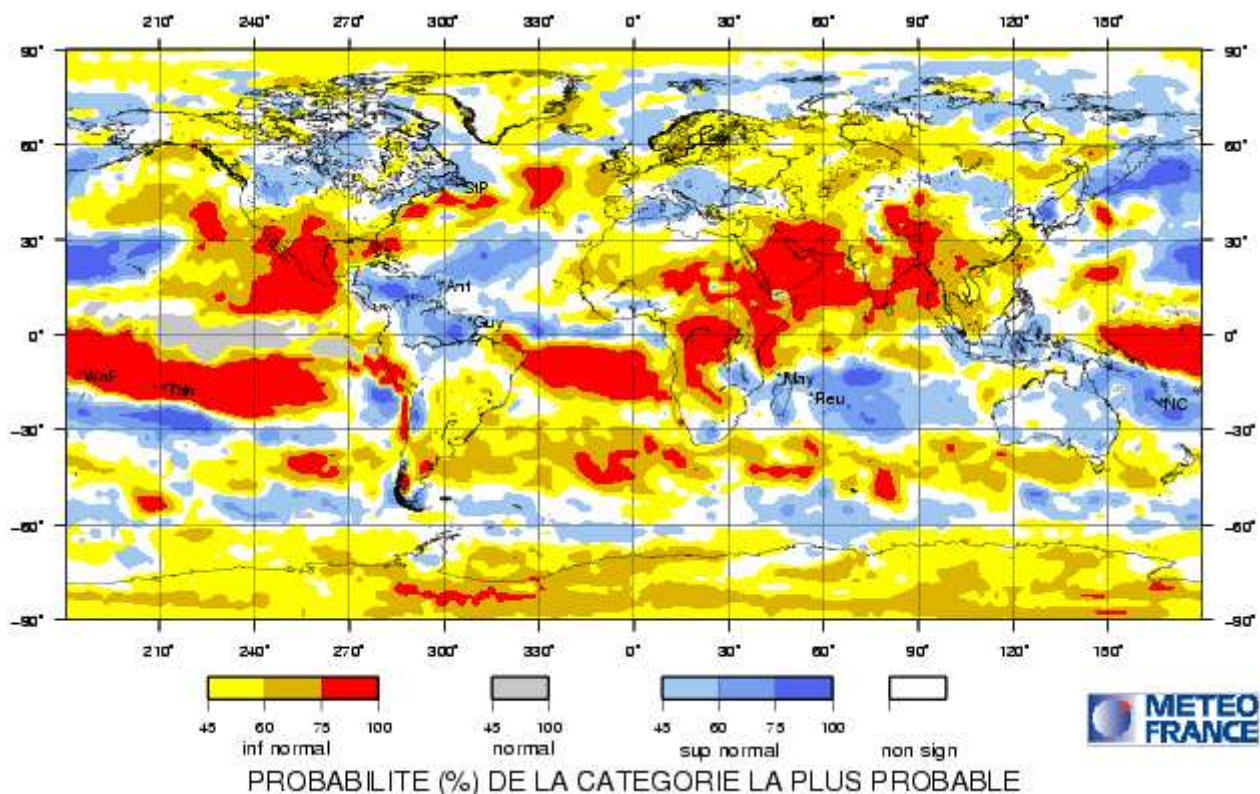 210° 240° 270° 300° 330° 0° 30° 60° 90° 120° 150°
90° 90°
60° 60°
StP
30° 30°
Ant
Guy
0° 0°
WaF May
Tah Reu NC
-30° -30°
-60° -60°
-90° -90°
210° 240° 270° 300° 330° 0° 30° 60° 90° 120° 150°
45 60 75 100 45 100 45 60 75 100
inf normal normal sup normal non sign
METEO
FRANCE
PROBABILITE (%) DE LA CATEGORIE LA PLUS PROBABLE